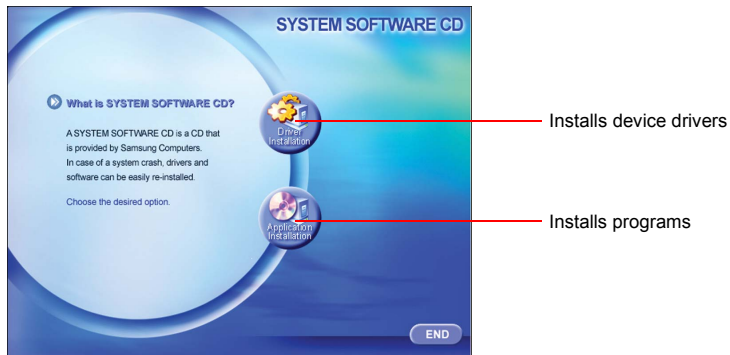 SYSTEM SOFTWARE CD
What is SYSTEM SOFTWARE CD?
A SYSTEM SOFTWARE CD is a CD that
is provided by Samsung Computers.
In case of a system crash, drivers and
software can be easily re-installed.
Choose the desired option.
Driver
Installation
Installs device drivers
Application
Installation
Installs programs
END